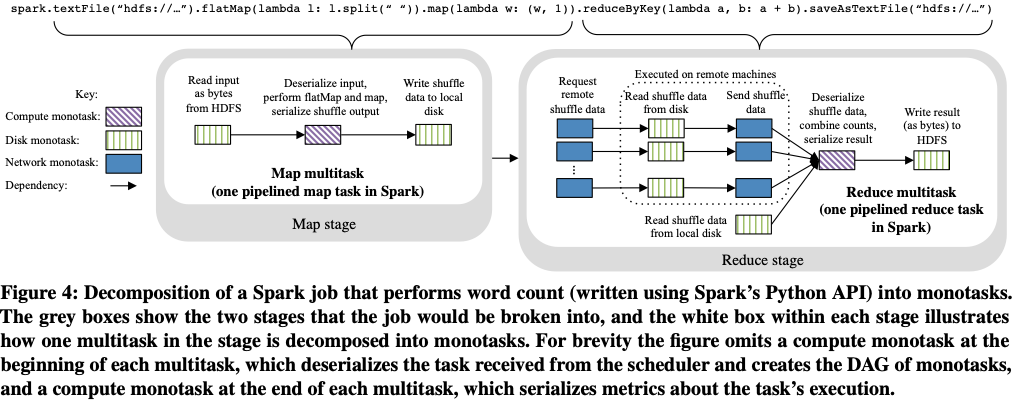 spark.textFile(“hdfs://…”).flatMap(lambda l: l.split(“ “)).map(lambda w: (w, 1)).reduceByKey(lambda a, b: a + b).saveAsTextFile(“hdfs://…”)
Key:
Compute monotask:
Disk monotask:
Network monotask:
Dependency:
Read input
as bytes
from HDFS
Deserialize input,
perform flatMap and map,
serialize shuffle output
Write shuffle
data to local
disk
Map multitask
(one pipelined map task in Spark)
Map stage
Request
remote
shuffle data
Executed on remote machines
Read shuffle data
from disk
Send shuffle
data
Deserialize
shuffle data,
combine counts,
serialize result
Write result
(as bytes) to
HDFS
...
Read shuffle data
from local disk
Reduce multitask
(one pipelined reduce task
in Spark)
Reduce stage
Figure 4: Decomposition of a Spark job that performs word count (written using Spark’s Python API) into monotasks.
The grey boxes show the two stages that the job would be broken into, and the white box within each stage illustrates
how one multitask in the stage is decomposed into monotasks. For brevity the figure omits a compute monotask at the
beginning of each multitask, which deserializes the task received from the scheduler and creates the DAG of monotasks,
and a compute monotask at the end of each multitask, which serializes metrics about the task’s execution.